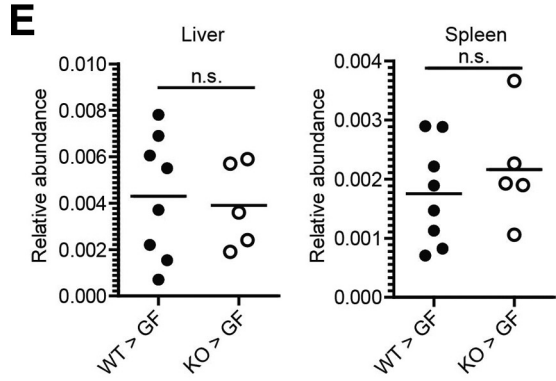 E
Liver
n.s.
Relative abundance
0.010
0.008
0.006
0.004
0.002
0.000
WT > GF
KO > GF
Spleen
n.s.
Relative abundance
0.004
0.003
0.002
0.001
0.000
WT > GF
KO > GF